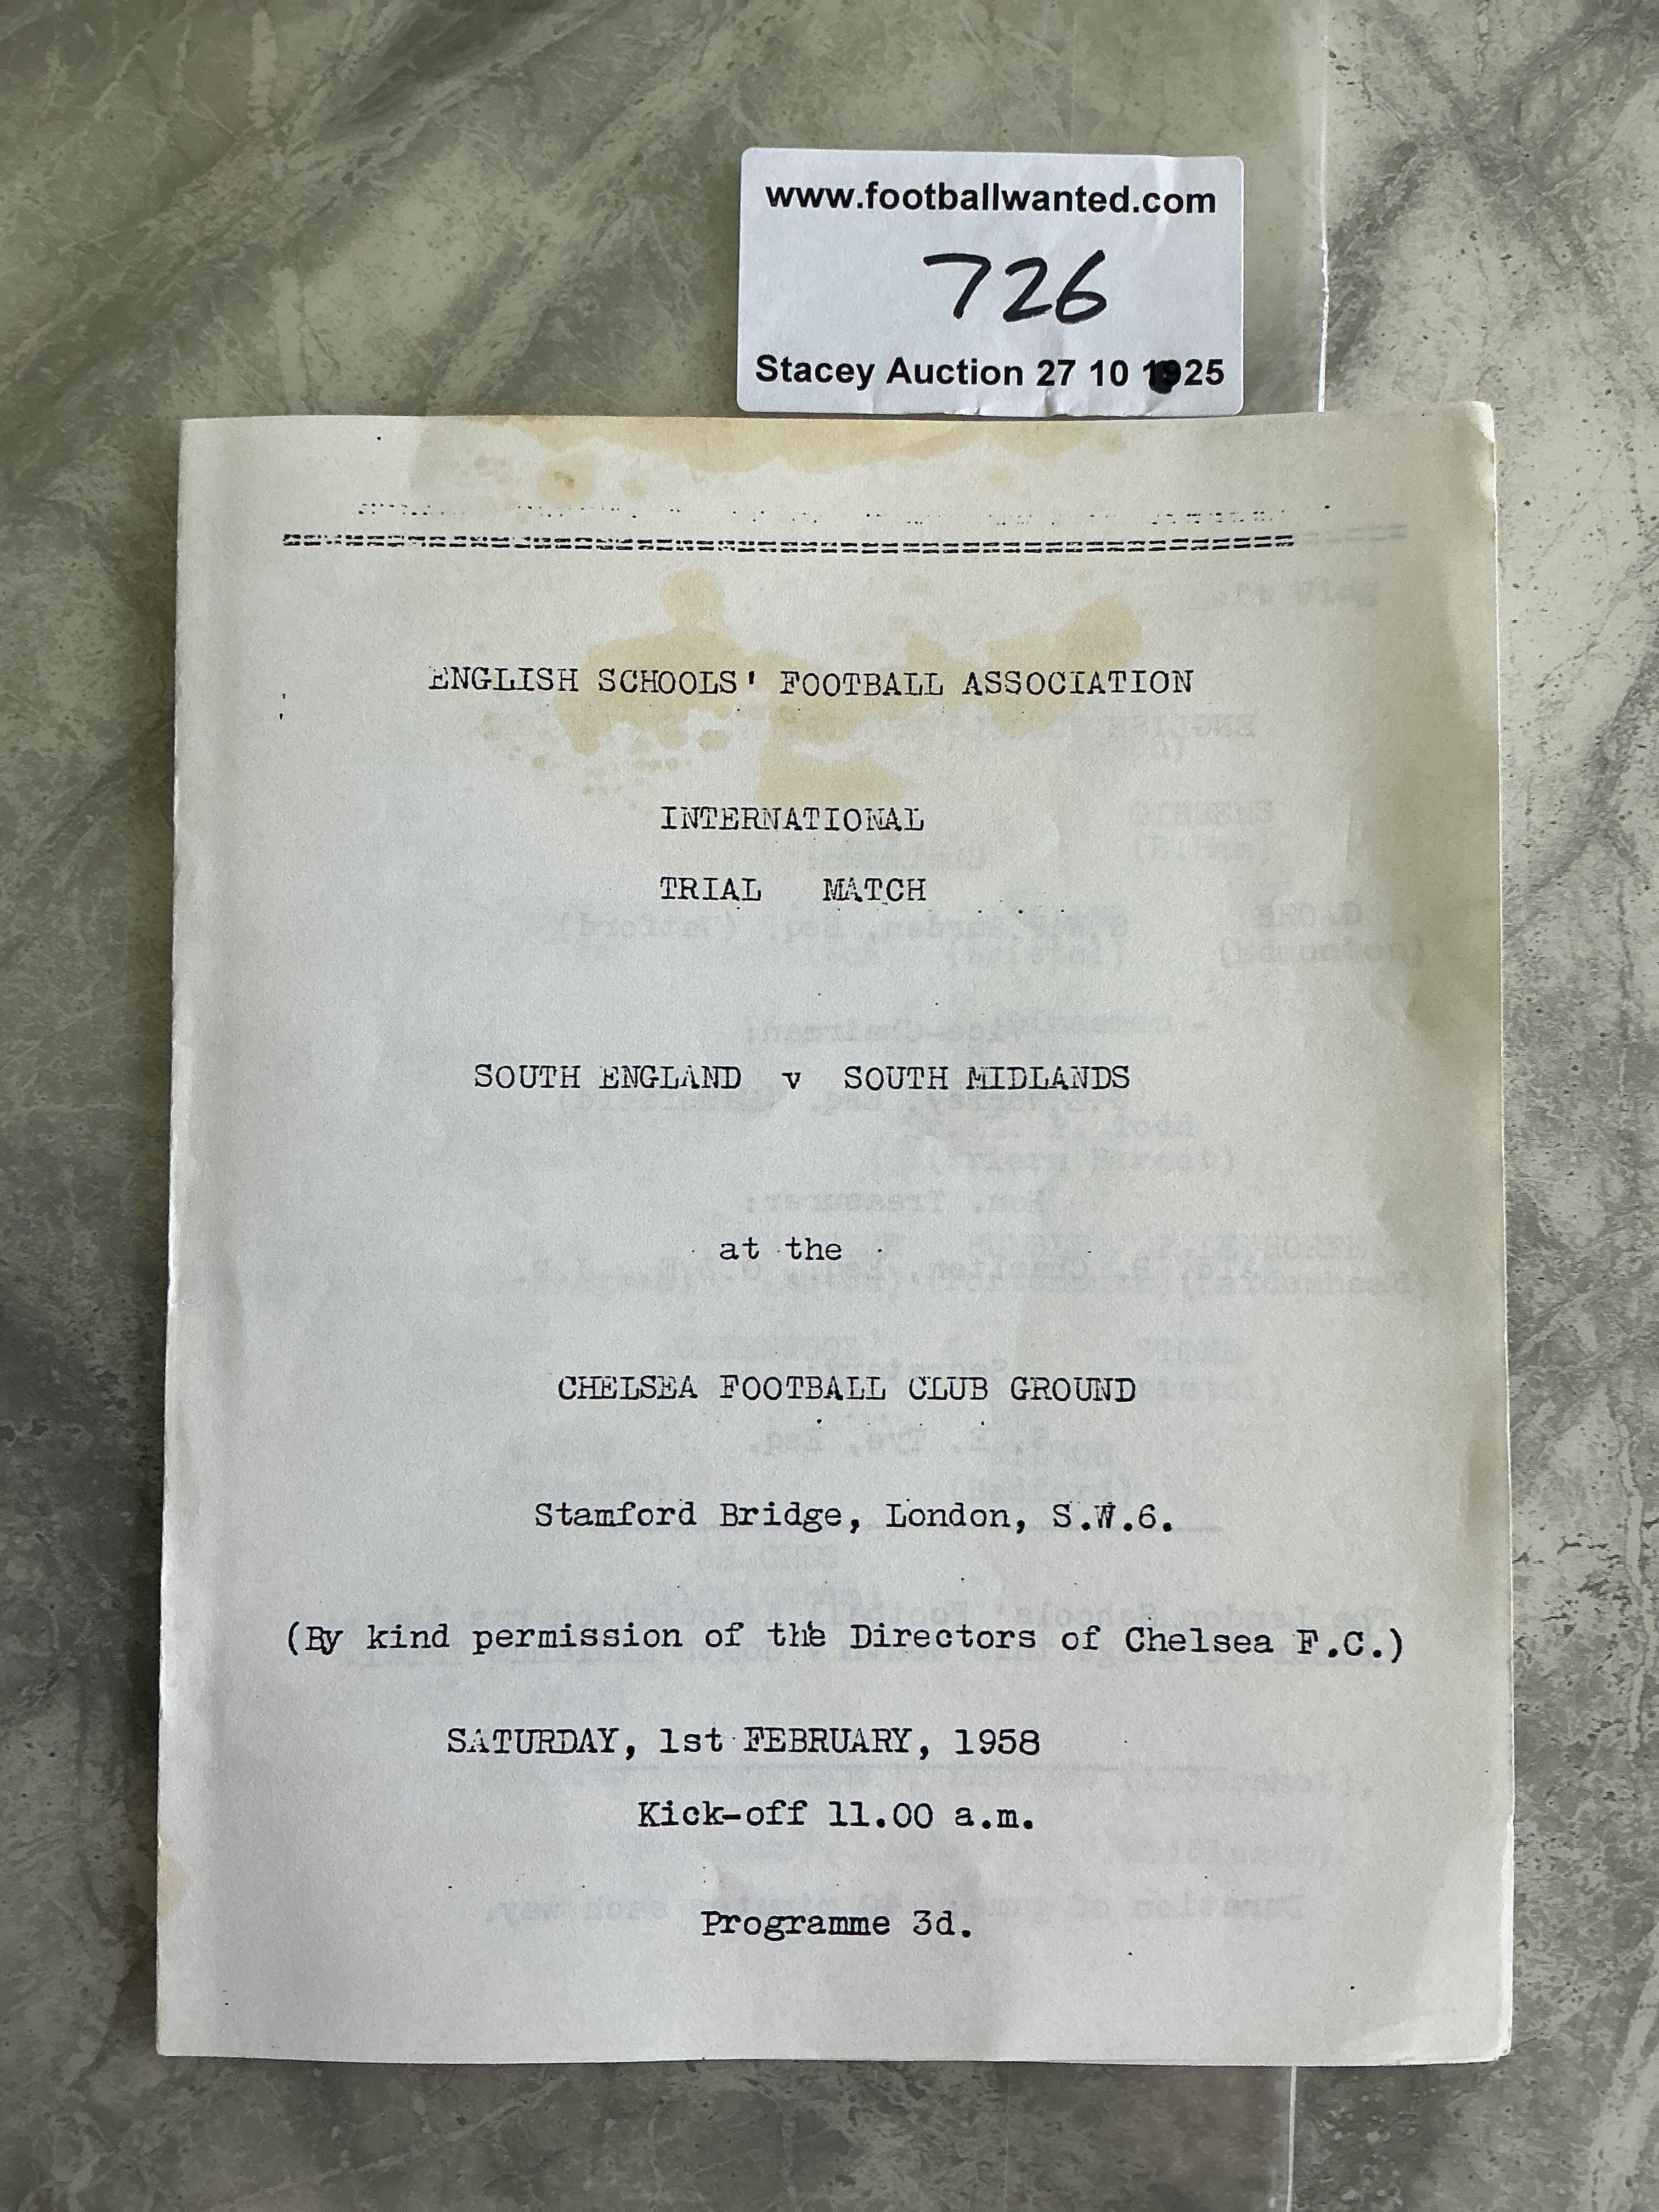 www.footballwanted.com
726
Stacey Auction 27 10 1925
ENGLISH SCHOOLS' FOOTBALL ASSOCIATION
INTERNATIONAL
TRIAL MATCH
SOUTH ENGLAND v SOUTH MIDLANDS
at the
CHELSEA FOOTBALL CLUB GROUND
Stamford Bridge, London, S.W.6.
(By kind permission of the Directors of Chelsea F.C.)
SATURDAY, 1st FEBRUARY, 1958
Kick-off 11.00 a.m.
Programme 3d.